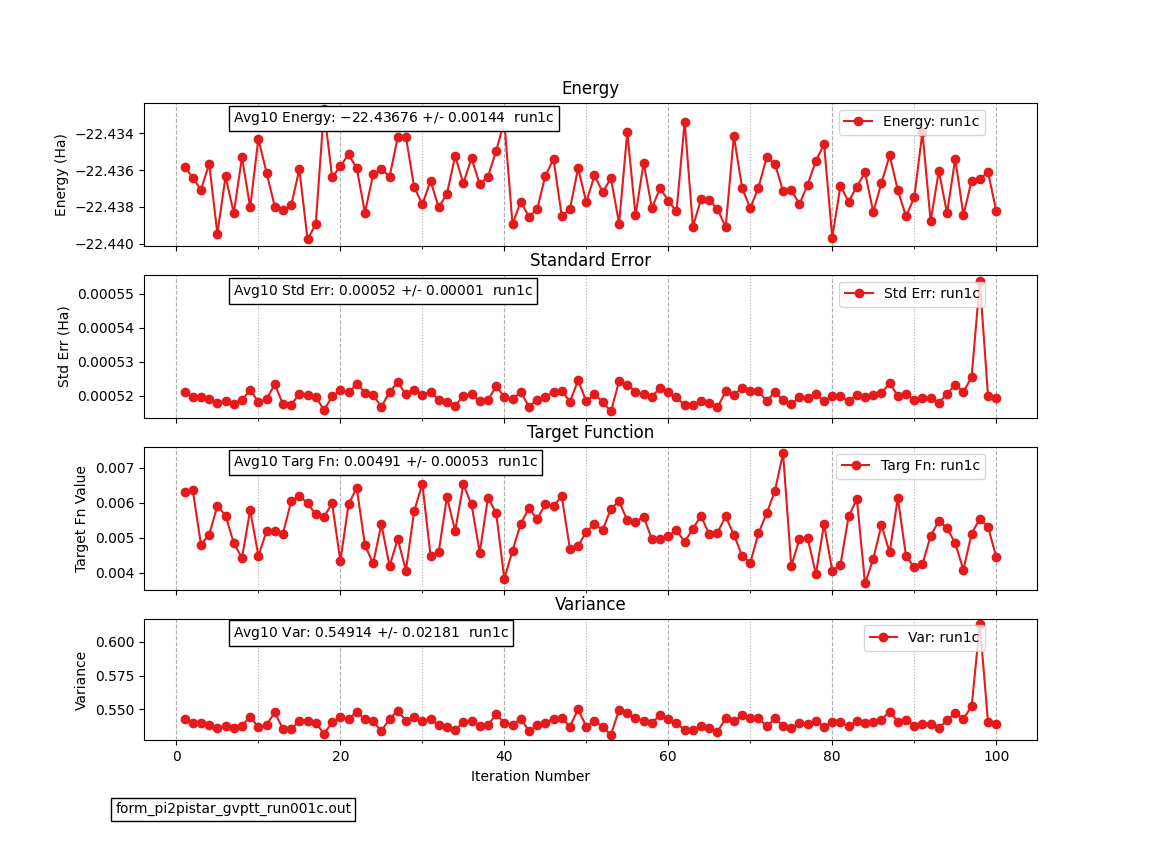 Energy
Avg10 Energy: −22.43676 +/- 0.00144 run1c
Energy: run1c
Energy (Ha)
−22.434
−22.436
−22.438
−22.440
Standard Error
Avg10 Std Err: 0.00052 +/- 0.00001 run1c
Std Err: run1c
Std Err (Ha)
0.00055
0.00054
0.00053
0.00052
Target Function
Avg10 Targ Fn: 0.00491 +/- 0.00053 run1c
Targ Fn: run1c
Target Fn Value
0.007
0.006
0.005
0.004
Variance
Avg10 Var: 0.54914 +/- 0.02181 run1c
Var: run1c
Variance
0.600
0.575
0.550
0 20 40 60 80 100
Iteration Number
form_pi2pistar_gvptt_run001c.out